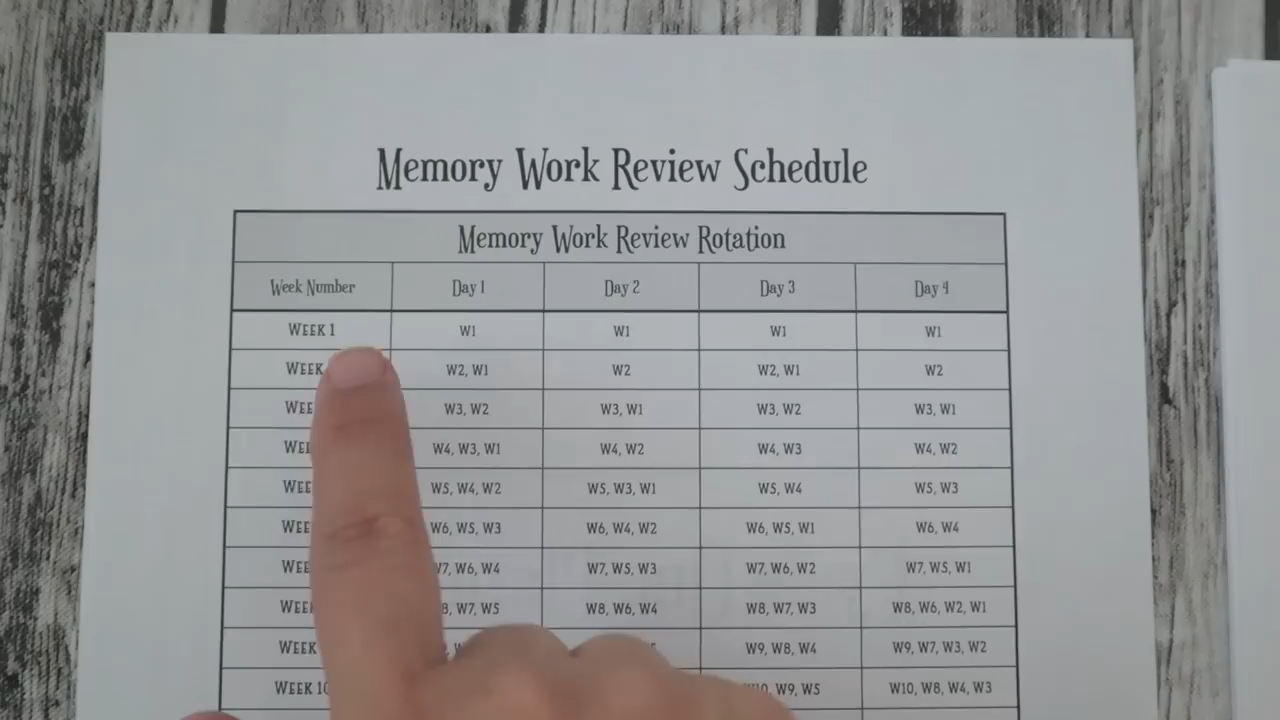 Memory Work Review Schedule
Memory Work Review Rotation
Week Number Day 1 Day 2 Day 3 Day 4
WEEK 1 W1 W1 W1 W1
WEEK W2, W1 W2 W2, W1 W2
W3, W2 W3, W1 W3, W2 W3, W1
W4, W3, W1 W4, W2 W4, W3 W4, W2
W5, W4, W2 W5, W3, W1 W5, W4 W5, W3
W6, W5, W3 W6, W4, W2 W6, W5, W1 W6, W4
W7, W6, W4 W7, W5, W3 W7, W6, W2 W7, W5, W1
WEEK W7, W5 W8, W6, W4 W8, W7, W3 W8, W6, W2, W1
WEEK W9, W8, W4 W9, W7, W3, W2
WEEK 10 W9, W5 W10, W8, W4, W3